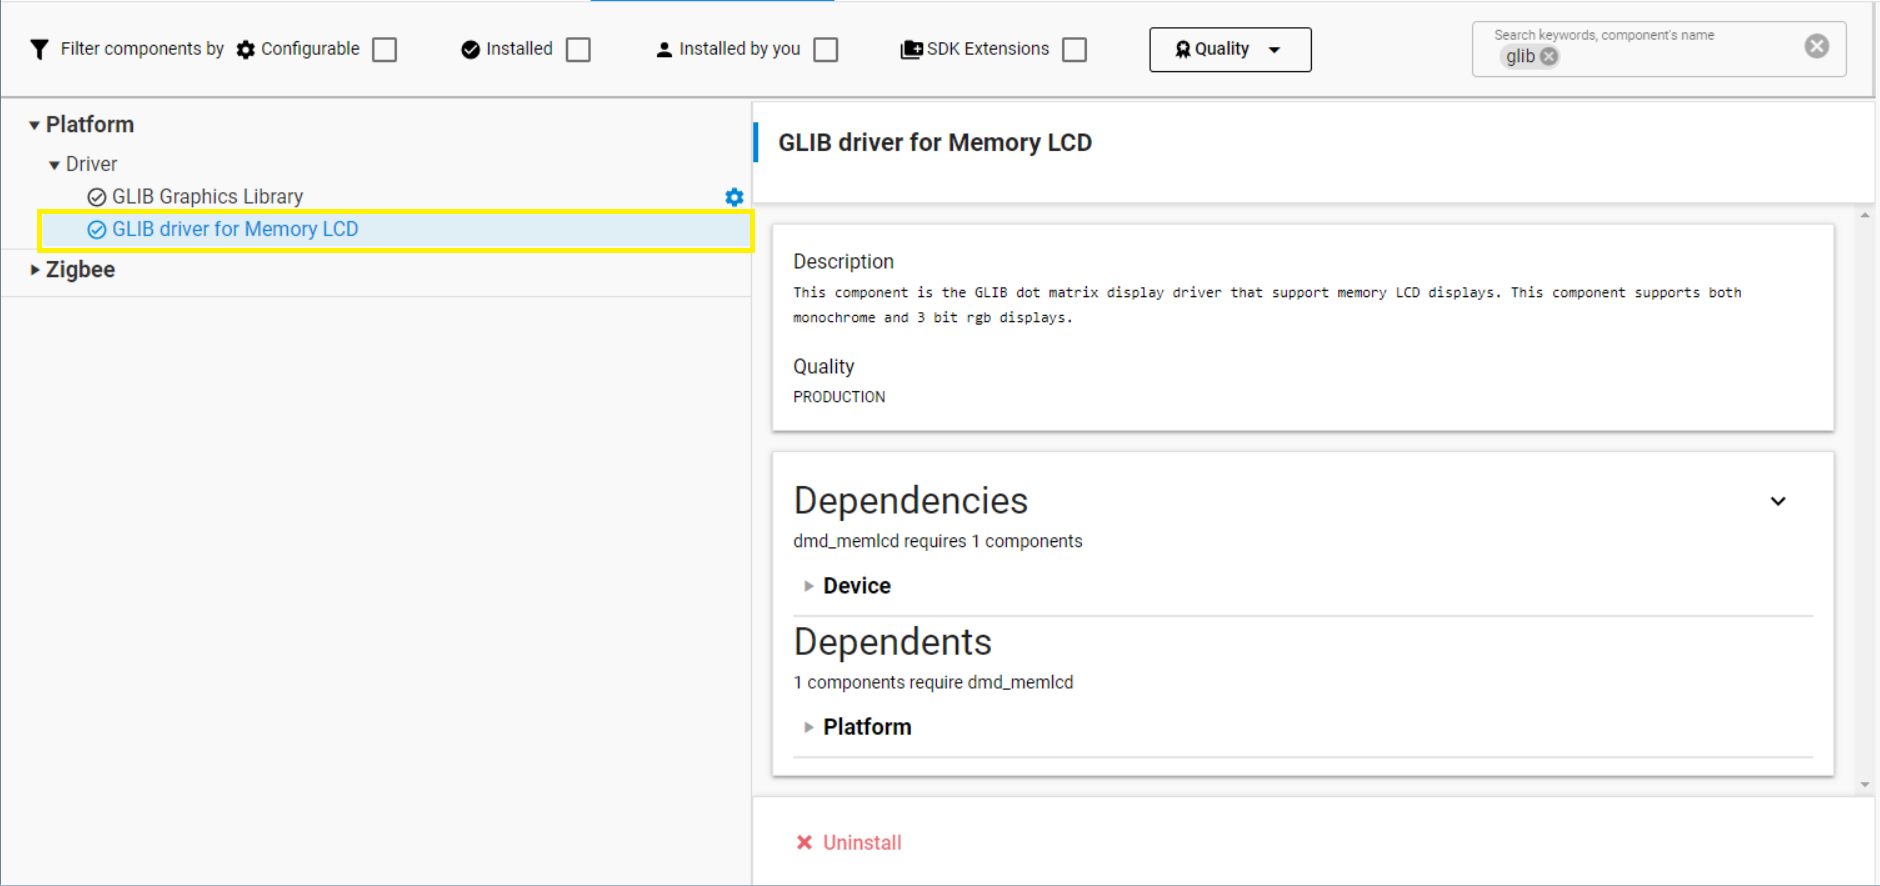 Filter components by Configurable Installed Installed by you SDK Extensions Quality
Search keywords, component's name
glib
Platform
Driver
GLIB Graphics Library
GLIB driver for Memory LCD
Zigbee
GLIB driver for Memory LCD
Description
This component is the GLIB dot matrix display driver that support memory LCD displays. This component supports both
monochrome and 3 bit rgb displays.
Quality
PRODUCTION
Dependencies
dmd_memlcd requires 1 components
Device
Dependents
1 components require dmd_memlcd
Platform
Uninstall